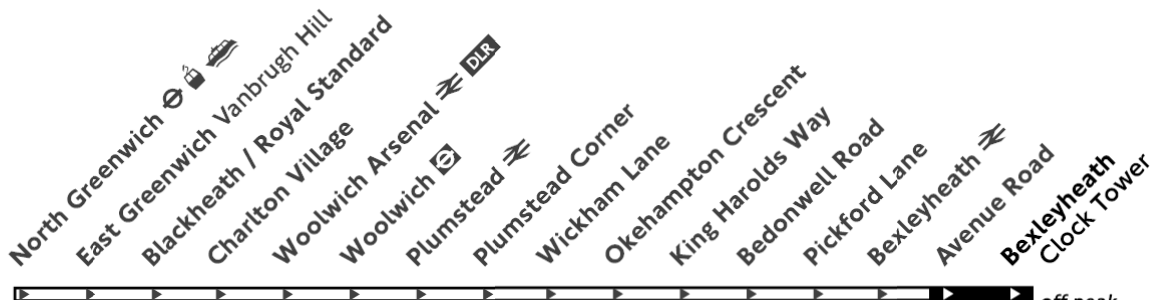 North Greenwich
East Greenwich Vanbrugh Hill
Blackheath / Royal Standard
Charlton Village
Woolwich Arsenal DLR
Woolwich
Plumstead
Plumstead Corner
Wickham Lane
Okehampton Crescent
King Harolds Way
Bedonwell Road
Pickford Lane
Bexleyheath
Avenue Road
Bexleyheath
Clock Tower